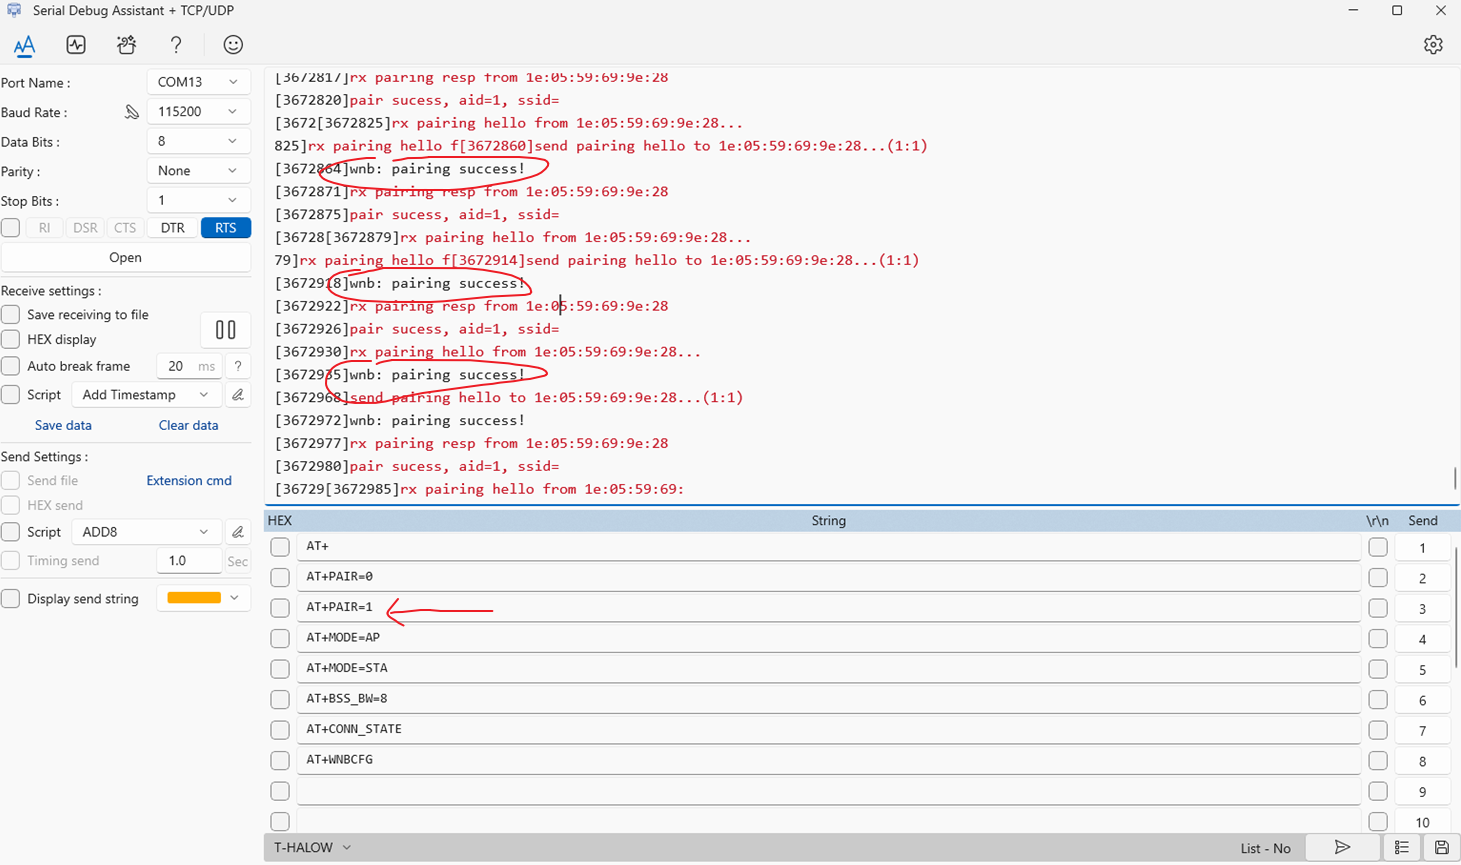 Serial Debug Assistant + TCP/UDP
Port Name : COM13
Baud Rate : 115200
Data Bits : 8
Parity : None
Stop Bits : 1
RI DSR CTS DTR RTS
Open
Receive settings :
Save receiving to file
HEX display
Auto break frame 20 ms ?
Script Add Timestamp
Save data Clear data
Send Settings :
Send file Extension cmd
HEX send
Script ADD8
Timing send 1.0 Sec
Display send string
[3672817]rx pairing resp from 1e:05:59:69:9e:28
[3672820]pair sucess, aid=1, ssid=
[3672[3672825]rx pairing hello from 1e:05:59:69:9e:28...
825]rx pairing hello f[3672860]send pairing hello to 1e:05:59:69:9e:28...(1:1)
[3672864]wnb: pairing success!
[3672871]rx pairing resp from 1e:05:59:69:9e:28
[3672875]pair sucess, aid=1, ssid=
[36728[3672879]rx pairing hello from 1e:05:59:69:9e:28...
79]rx pairing hello f[3672914]send pairing hello to 1e:05:59:69:9e:28...(1:1)
[3672918]wnb: pairing success!
[3672922]rx pairing resp from 1e:05:59:69:9e:28
[3672926]pair sucess, aid=1, ssid=
[3672930]rx pairing hello from 1e:05:59:69:9e:28...
[3672935]wnb: pairing success!
[3672968]send pairing hello to 1e:05:59:69:9e:28...(1:1)
[3672972]wnb: pairing success!
[3672977]rx pairing resp from 1e:05:59:69:9e:28
[3672980]pair sucess, aid=1, ssid=
[36729[3672985]rx pairing hello from 1e:05:59:69:
HEX String \r\n Send
AT+ 1
AT+PAIR=0 2
AT+PAIR=1 3
AT+MODE=AP 4
AT+MODE=STA 5
AT+BSS_BW=8 6
AT+CONN_STATE 7
AT+WNBCFG 8
9
10
T-HALOW List - No